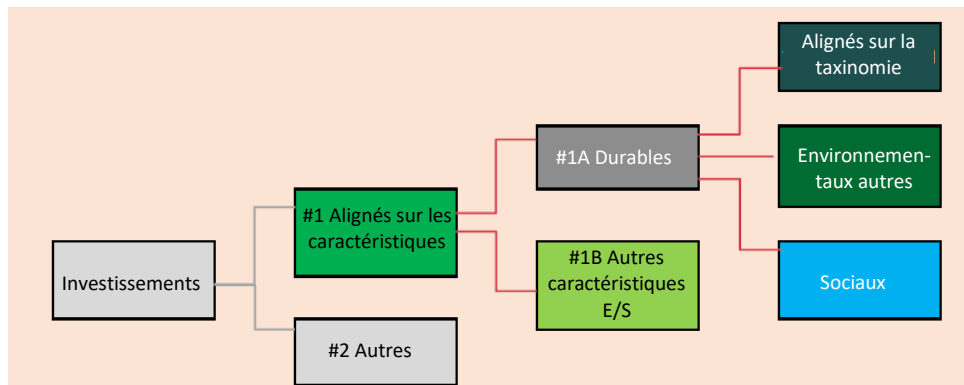 Investissements
#1 Alignés sur les
caractéristiques
#2 Autres
#1A Durables
#1B Autres
caractéristiques
E/S
Alignés sur la
taxinomie
Environnemen-
taux autres
Sociaux